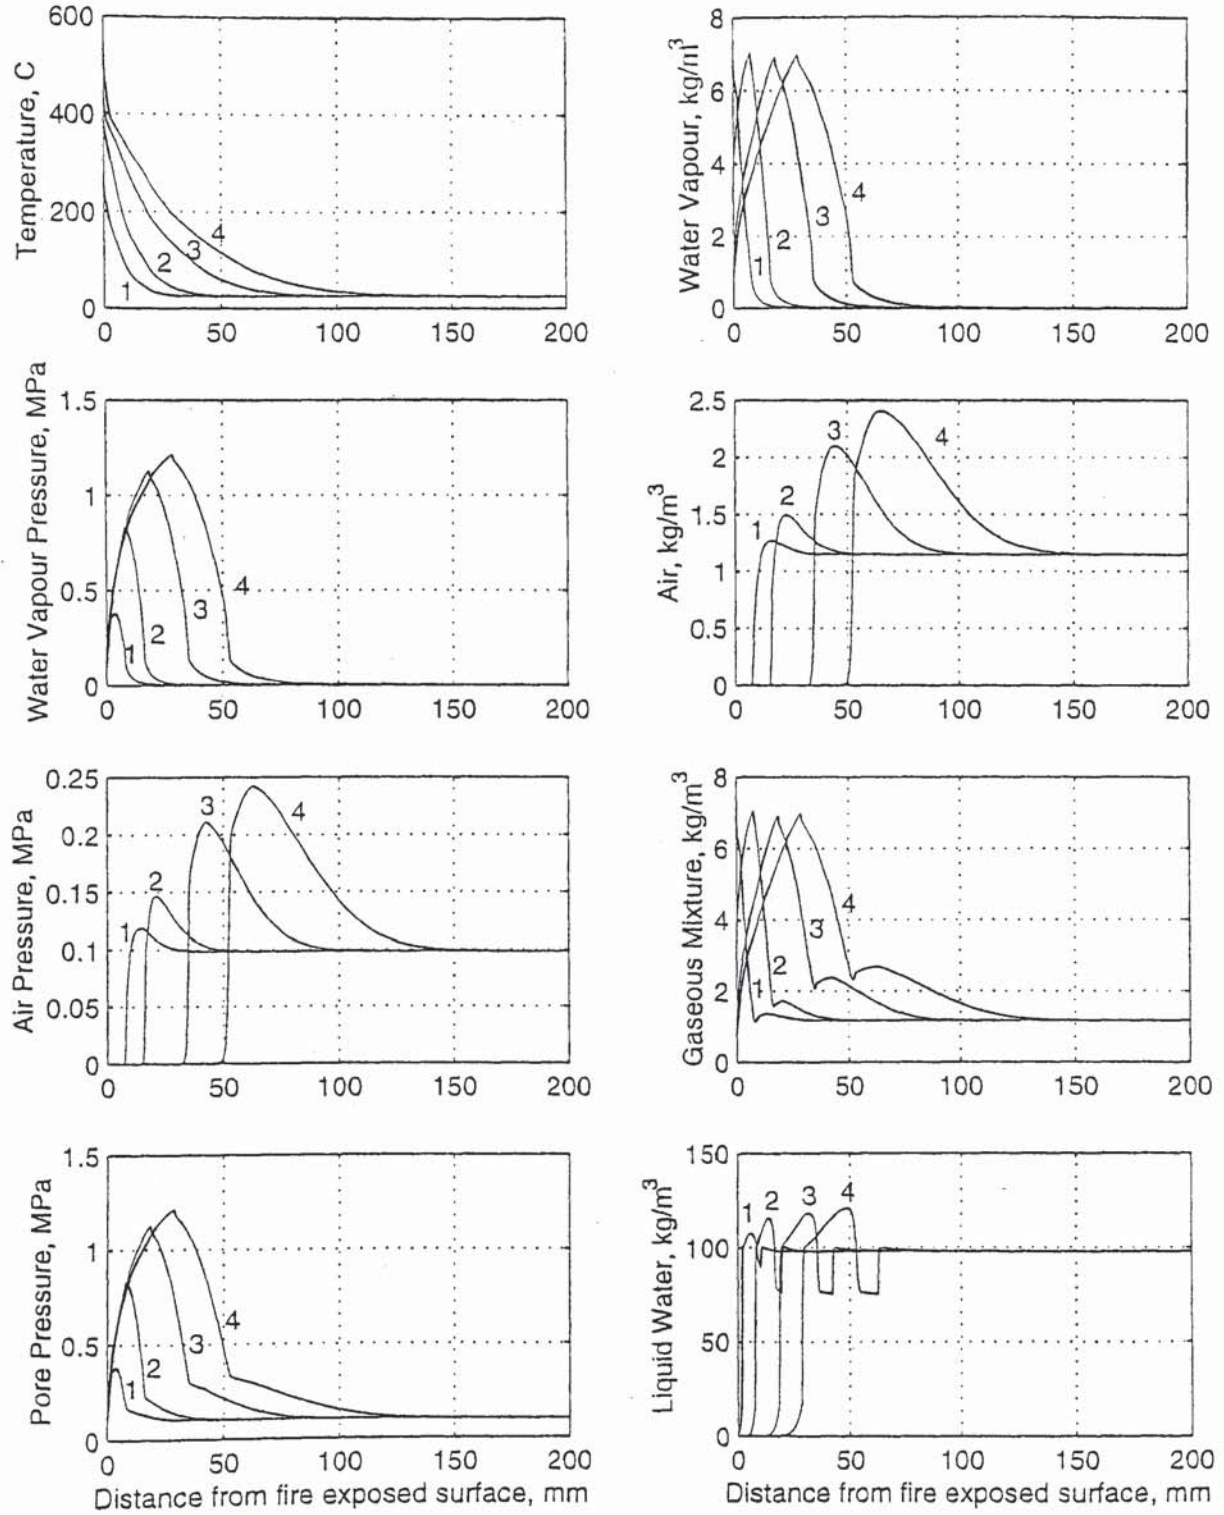 Temperature, C
600
400
200
0
0 50 100 150 200
1 2 3 4
Water Vapour, kg/m³
8
6
4
2
0
0 50 100 150 200
1 2 3 4
Water Vapour Pressure, MPa
1.5
1
0.5
0
0 50 100 150 200
1 2 3 4
Air, kg/m³
2.5
2
1.5
1
0.5
0
0 50 100 150 200
1 2 3 4
Air Pressure, MPa
0.25
0.2
0.15
0.1
0.05
0
0 50 100 150 200
1 2 3 4
Gaseous Mixture, kg/m³
8
6
4
2
0
0 50 100 150 200
1 2 3 4
Pore Pressure, MPa
1.5
1
0.5
0
0 50 100 150 200
1 2 3 4
Distance from fire exposed surface, mm
Liquid Water, kg/m³
150
100
50
0
0 50 100 150 200
1 2 3 4
Distance from fire exposed surface, mm